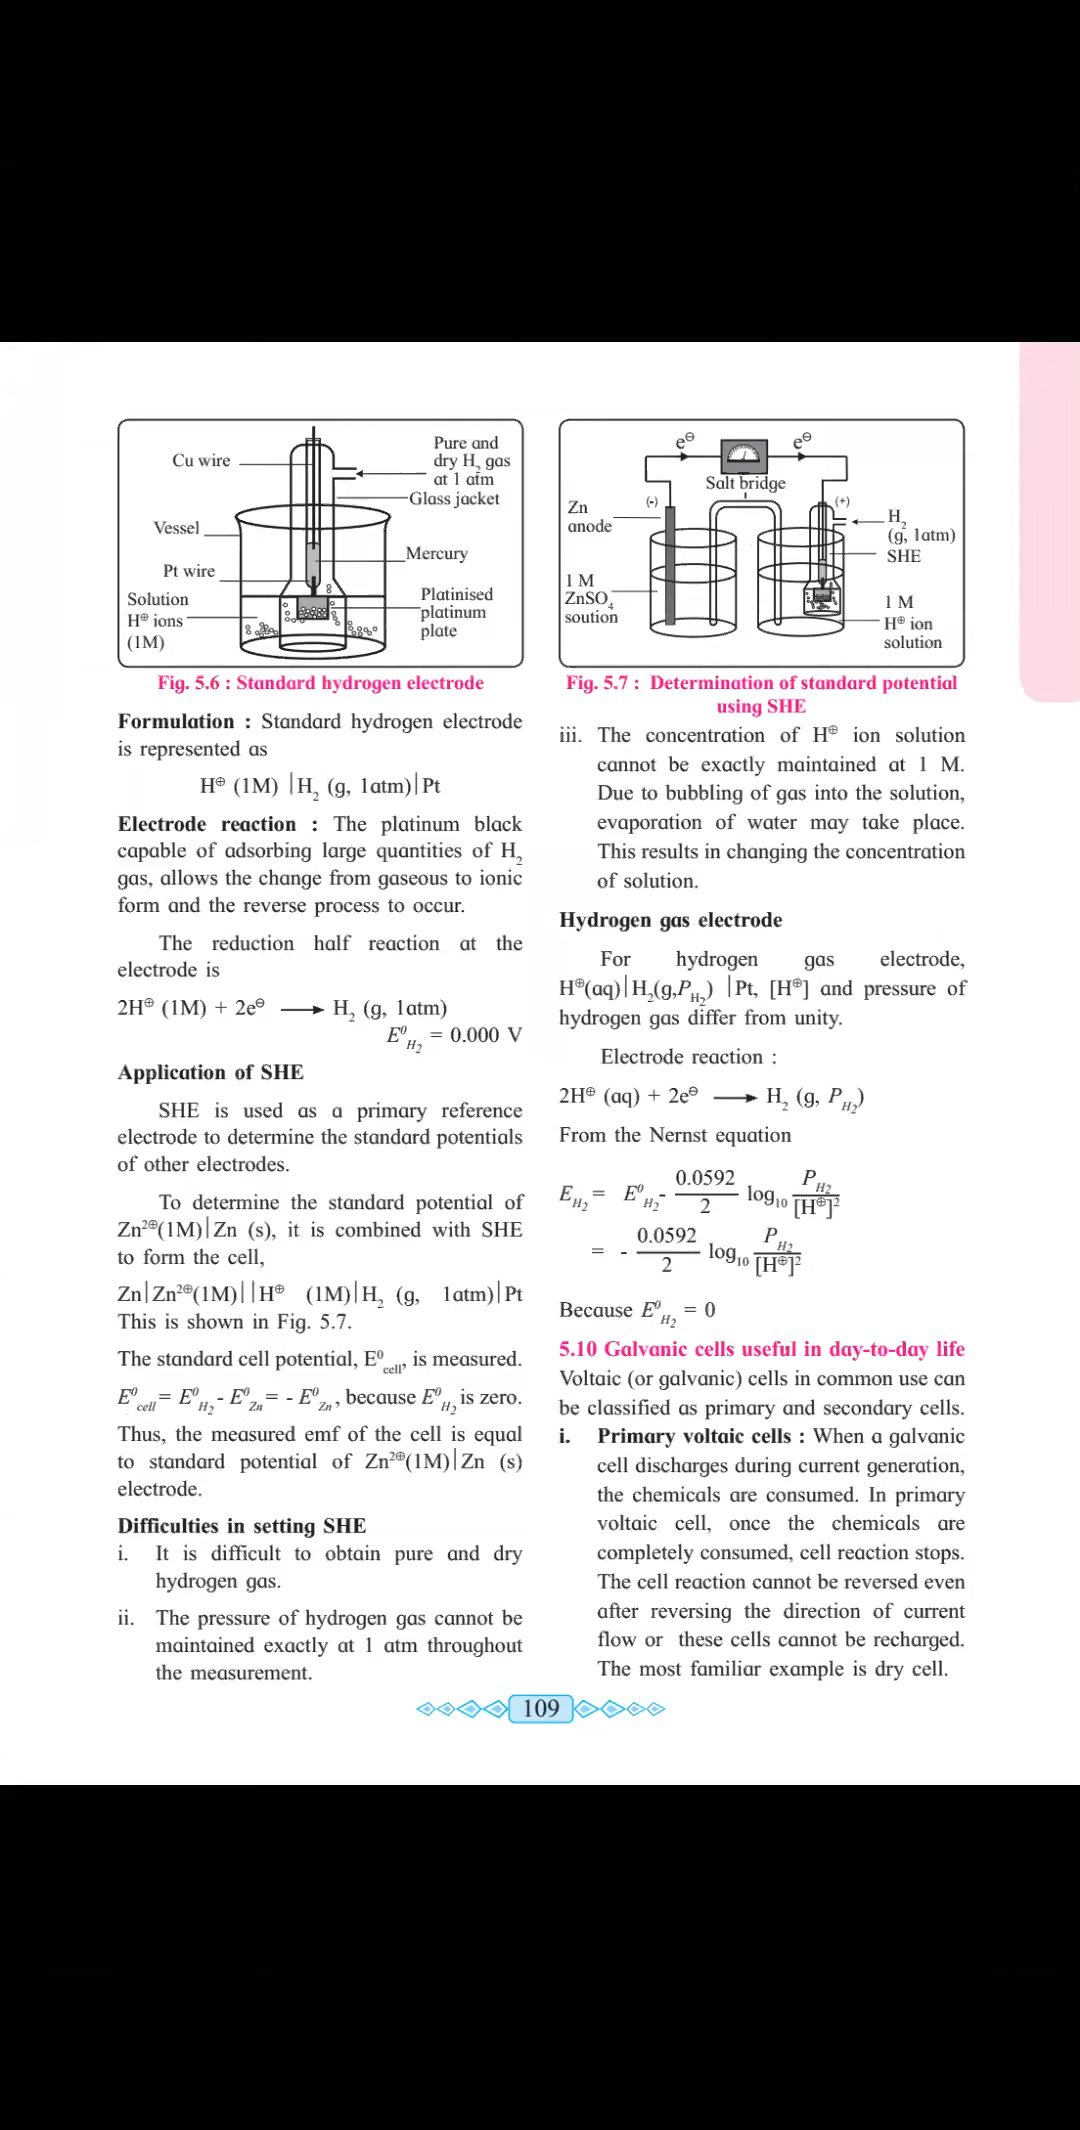 Cu wire
Pure and
dry H₂ gas
at 1 atm
Glass jacket
Vessel
Mercury
Pt wire
Platinised
platinum
plate
Solution
H⊕ ions
(1M)
Fig. 5.6 : Standard hydrogen electrode
Formulation : Standard hydrogen electrode
is represented as
H⊕ (1M) |H₂ (g, 1atm)|Pt
Electrode reaction : The platinum black
capable of adsorbing large quantities of H₂
gas, allows the change from gaseous to ionic
form and the reverse process to occur.
The reduction half reaction at the
electrode is
2H⊕ (1M) + 2e⊖ ⟶ H₂ (g, 1atm)
E⁰H₂ = 0.000 V
Application of SHE
SHE is used as a primary reference
electrode to determine the standard potentials
of other electrodes.
To determine the standard potential of
Zn²⊕(1M)|Zn (s), it is combined with SHE
to form the cell,
Zn|Zn²⊕(1M)||H⊕ (1M)|H₂ (g, 1atm)|Pt
This is shown in Fig. 5.7.
The standard cell potential, E⁰cell, is measured.
E⁰cell = E⁰H₂ - E⁰Zn = - E⁰Zn, because E⁰H₂ is zero.
Thus, the measured emf of the cell is equal
to standard potential of Zn²⊕(1M)|Zn (s)
electrode.
Difficulties in setting SHE
i. It is difficult to obtain pure and dry
hydrogen gas.
ii. The pressure of hydrogen gas cannot be
maintained exactly at 1 atm throughout
the measurement.
e⊖ e⊖
Salt bridge
(-) (+)
Zn
anode
H₂
(g, 1atm)
SHE
1 M
ZnSO₄
soution
1 M
H⊕ ion
solution
Fig. 5.7 : Determination of standard potential
using SHE
iii. The concentration of H⊕ ion solution
cannot be exactly maintained at 1 M.
Due to bubbling of gas into the solution,
evaporation of water may take place.
This results in changing the concentration
of solution.
Hydrogen gas electrode
For hydrogen gas electrode,
H⊕(aq)|H₂(g,PH₂) |Pt, [H⊕] and pressure of
hydrogen gas differ from unity.
Electrode reaction :
2H⊕ (aq) + 2e⊖ ⟶ H₂ (g, PH₂)
From the Nernst equation
EH₂ = E⁰H₂ - 0.0592/2 log₁₀ PH₂/[H⊕]²
= - 0.0592/2 log₁₀ PH₂/[H⊕]²
Because E⁰H₂ = 0
5.10 Galvanic cells useful in day-to-day life
Voltaic (or galvanic) cells in common use can
be classified as primary and secondary cells.
i. Primary voltaic cells : When a galvanic
cell discharges during current generation,
the chemicals are consumed. In primary
voltaic cell, once the chemicals are
completely consumed, cell reaction stops.
The cell reaction cannot be reversed even
after reversing the direction of current
flow or these cells cannot be recharged.
The most familiar example is dry cell.
109